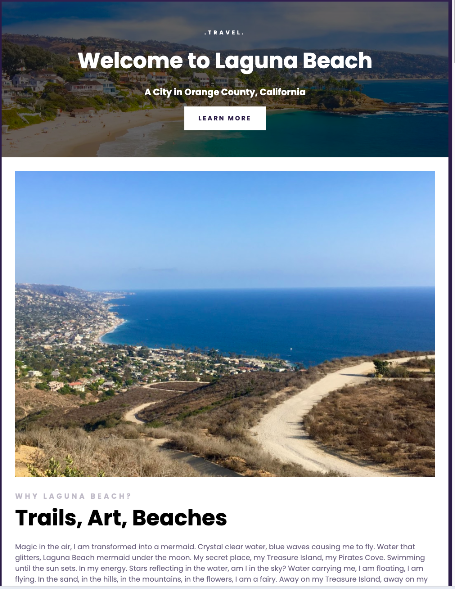 .TRAVEL.
Welcome to Laguna Beach
A City in Orange County, California
LEARN MORE
WHY LAGUNA BEACH?
Trails, Art, Beaches
Magic in the air, I am transformed into a mermaid. Crystal clear water, blue waves causing me to fly. Water that
glitters, Laguna Beach mermaid under the moon. My secret place, my Treasure Island, my Pirates Cove. Swimming
until the sun sets. In my energy. Stars reflecting in the water, am I in the sky? Water carrying me, I am floating, I am
flying. In the sand, in the hills, in the mountains, in the flowers, I am a fairy. Away on my Treasure Island, away on my